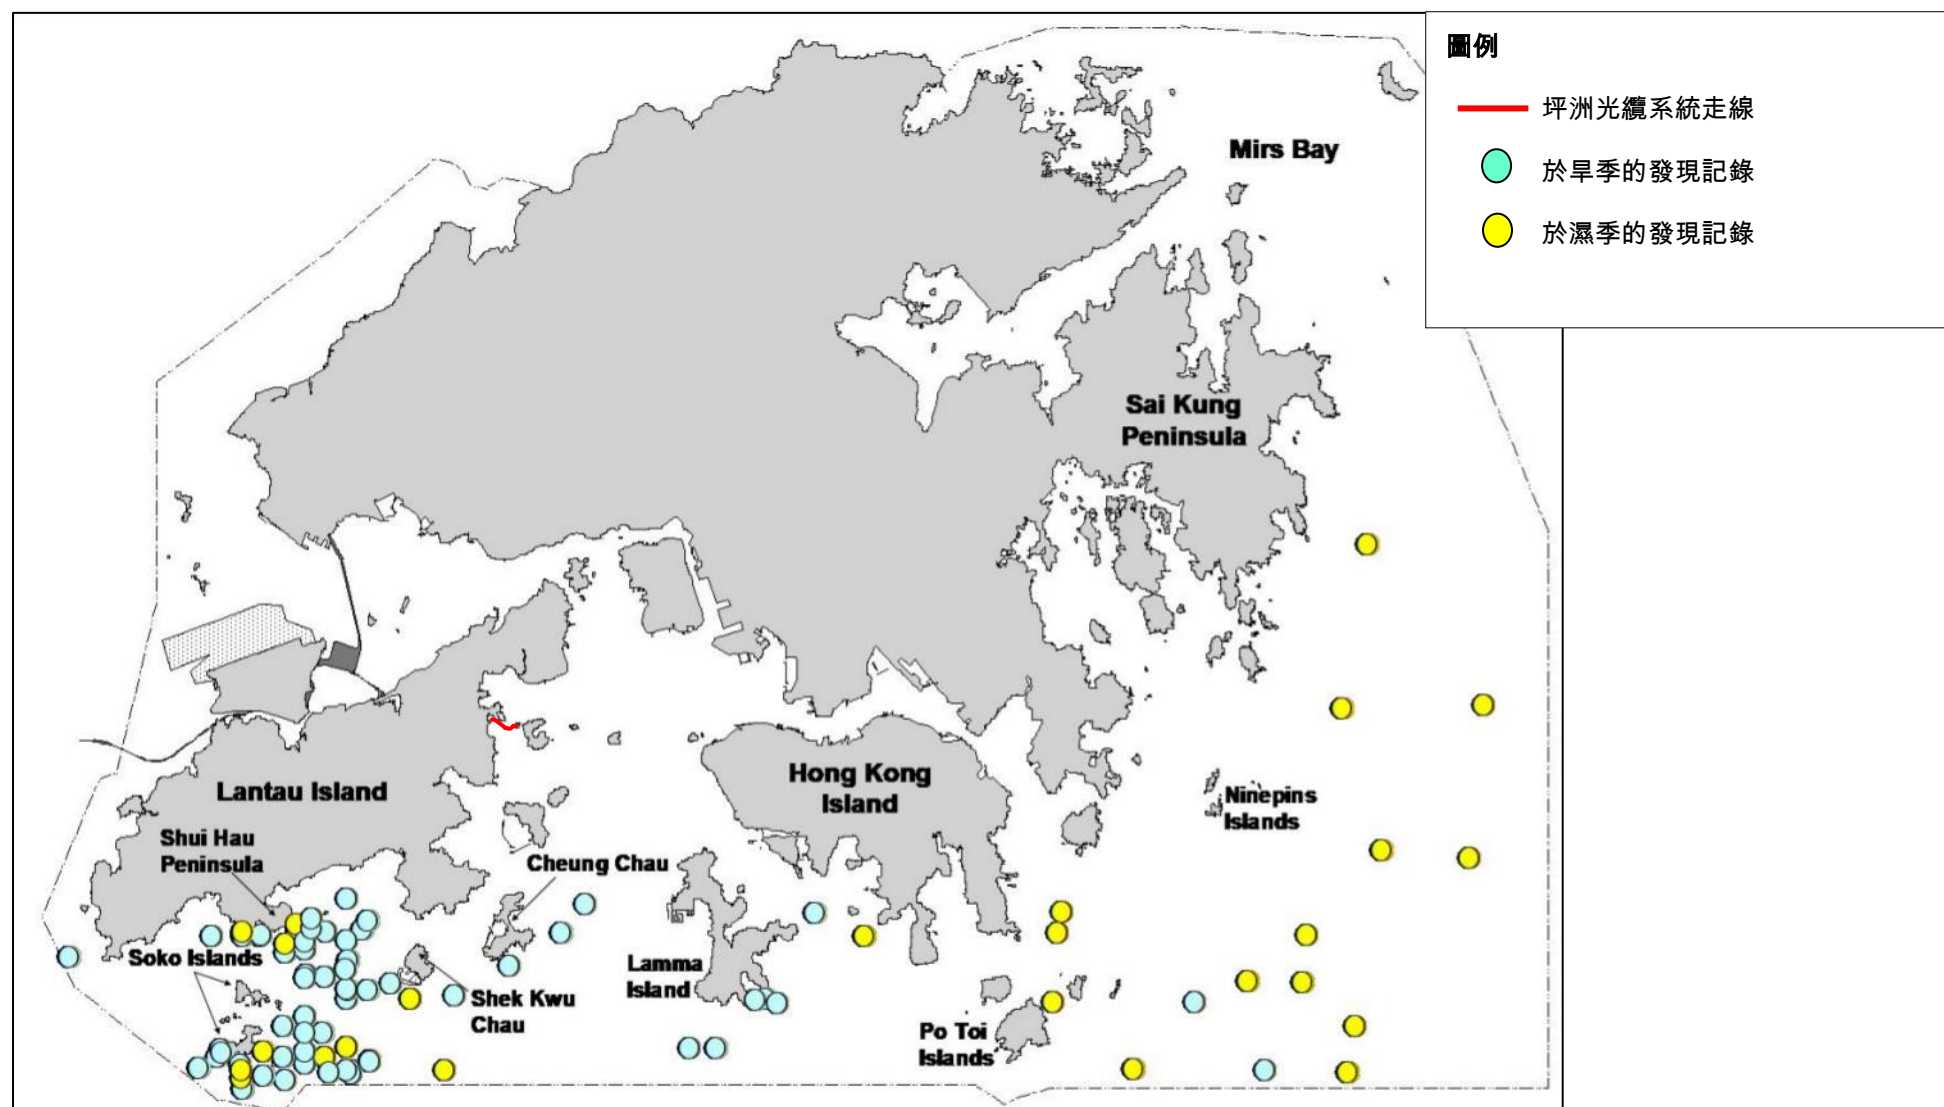 圖例
坪洲光纜系統走線
於旱季的發現記錄
於濕季的發現記錄
Mirs Bay
Sai Kung
Peninsula
Lantau Island
Hong Kong
Island
Ninepins
Islands
Shui Hau
Peninsula
Cheung Chau
Soko Islands
Lamma
Island
Shek Kwu
Chau
Po Toi
Islands